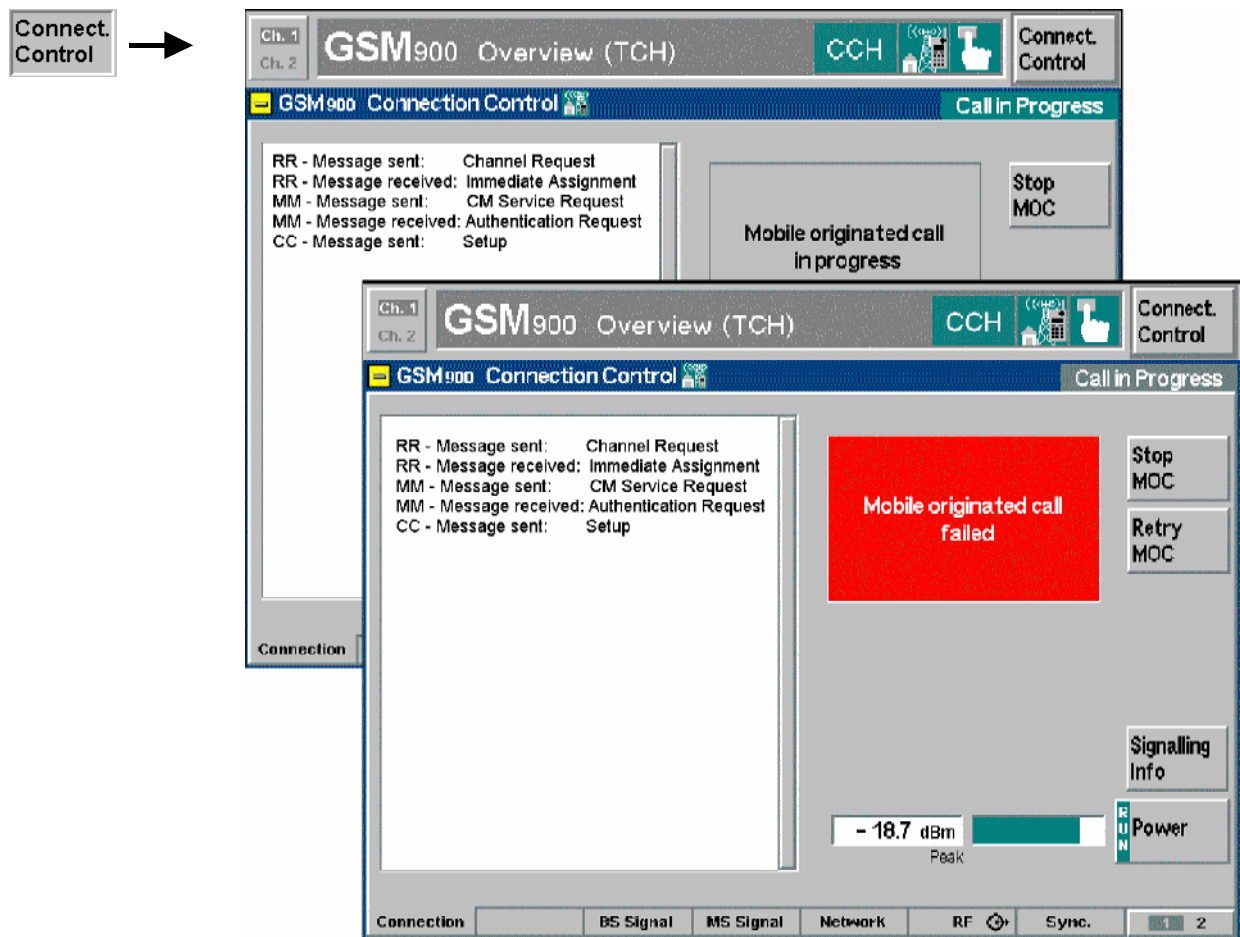 Connect.
Control
Ch. 1
Ch. 2
GSM900 Overview (TCH)
CCH
Connect.
Control
GSM900 Connection Control
Call in Progress
RR - Message sent: Channel Request
RR - Message received: Immediate Assignment
MM - Message sent: CM Service Request
MM - Message received: Authentication Request
CC - Message sent: Setup
Mobile originated call
in progress
Stop
MOC
Connection
Ch. 1
Ch. 2
GSM900 Overview (TCH)
CCH
Connect.
Control
GSM900 Connection Control
Call in Progress
RR - Message sent: Channel Request
RR - Message received: Immediate Assignment
MM - Message sent: CM Service Request
MM - Message received: Authentication Request
CC - Message sent: Setup
Mobile originated call
failed
Stop
MOC
Retry
MOC
Signalling
Info
- 18.7 dBm
Peak
RUN
Power
Connection BS Signal MS Signal Network RF Sync. 1 2